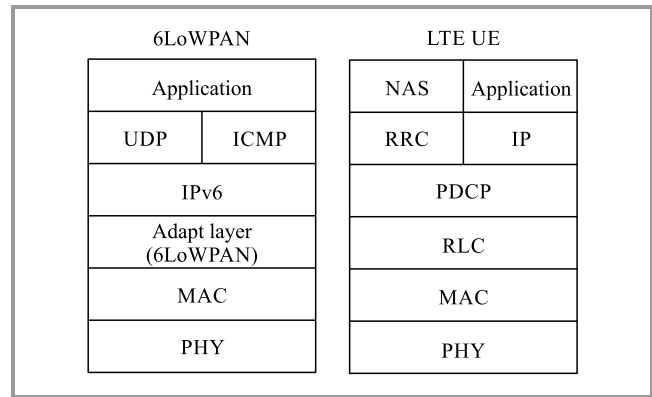 6LoWPAN
Application
UDP ICMP
IPv6
Adapt layer
(6LoWPAN)
MAC
PHY
LTE UE
NAS Application
RRC IP
PDCP
RLC
MAC
PHY